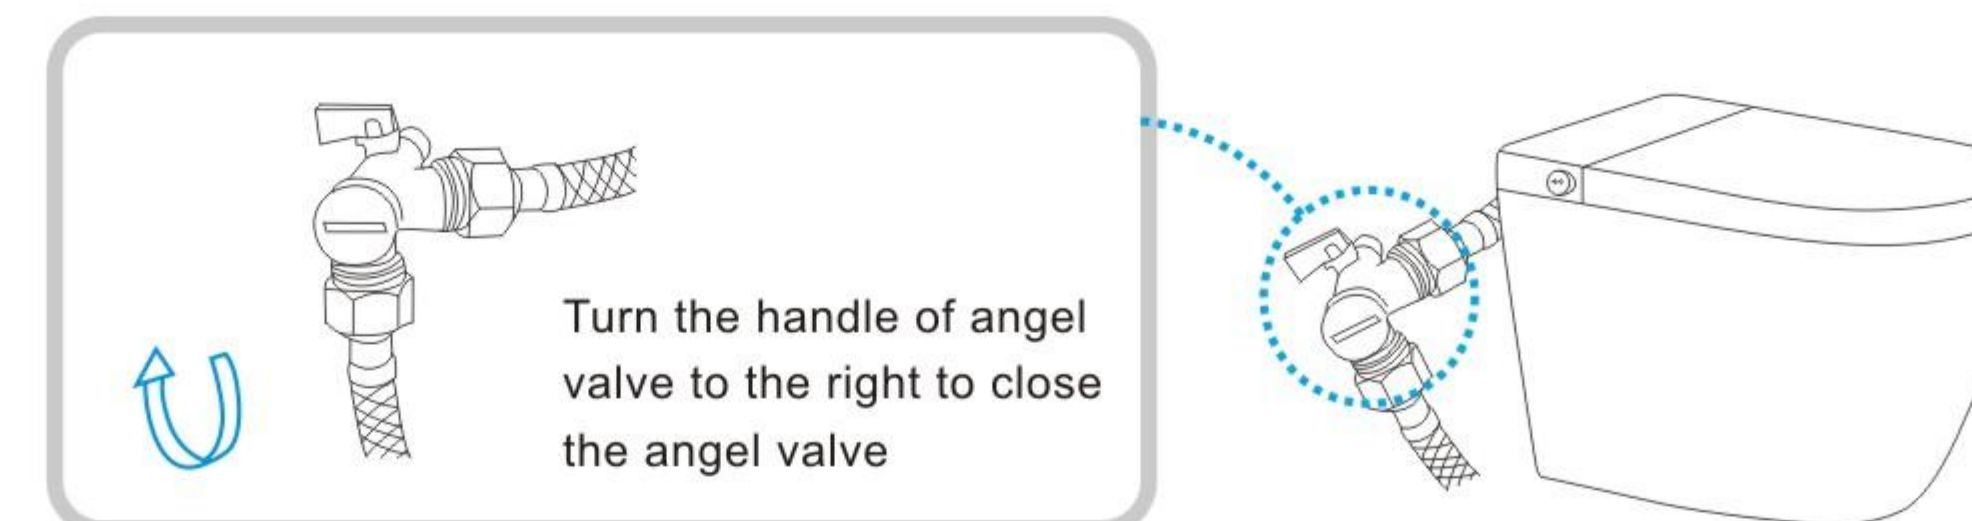 Turn the handle of angel
valve to the right to close
the angel valve